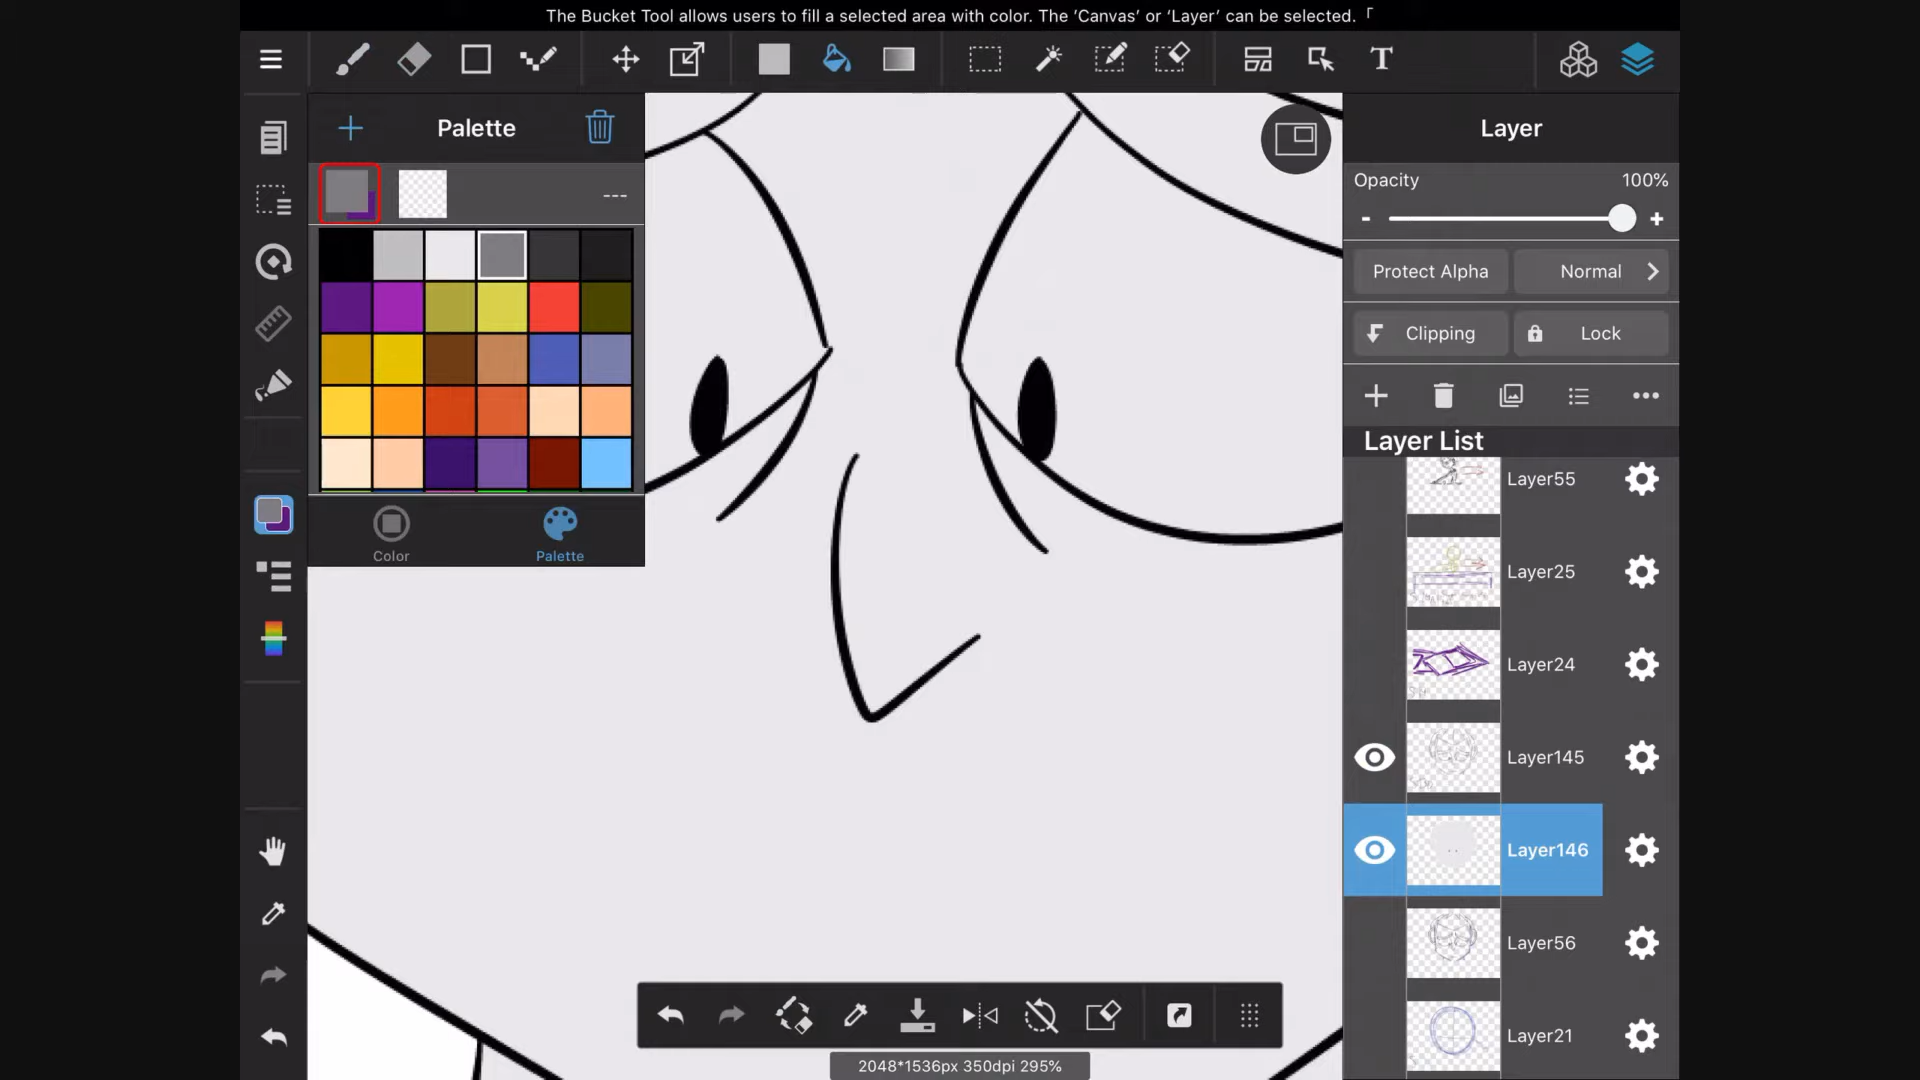 The Bucket Tool allows users to fill a selected area with color. The ‘Canvas’ or ‘Layer’ can be selected.「
T
Palette
---
Color
Palette
Layer
Opacity
100%
-
+
Protect Alpha
Normal
Clipping
Lock
Layer List
Layer55
Layer25
Layer24
Layer145
Layer146
Layer56
Layer21
2048*1536px 350dpi 295%